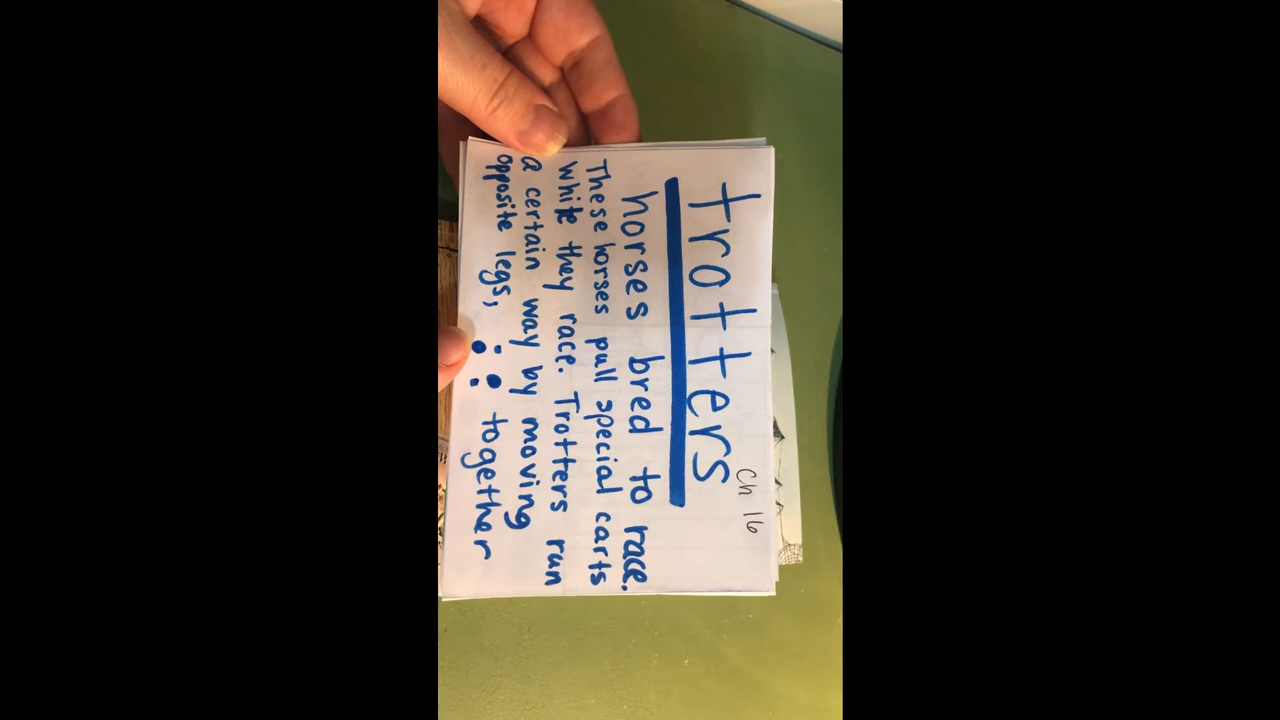 Ch 16
trotters
horses bred to race.
These horses pull special carts
while they race. Trotters run
a certain way by moving
opposite legs, together